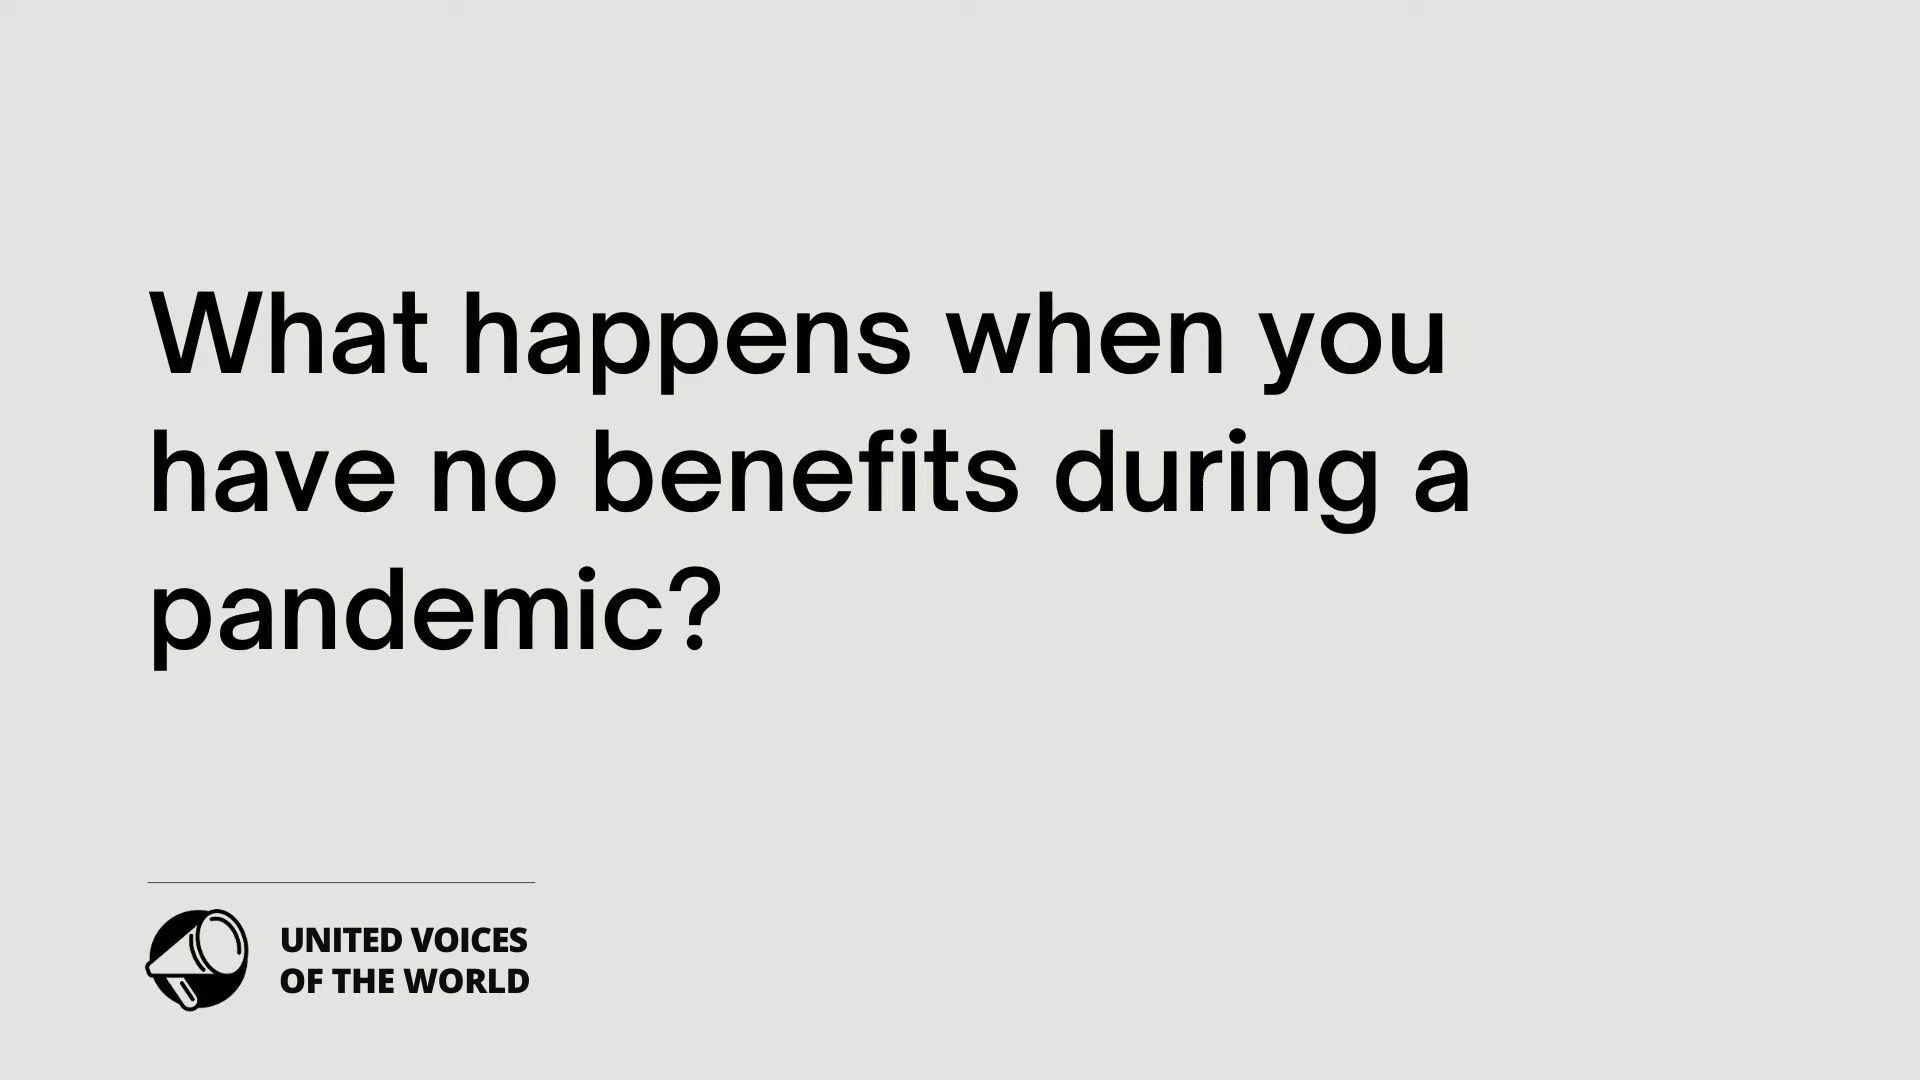 What happens when you
have no benefits during a
pandemic?
UNITED VOICES
OF THE WORLD